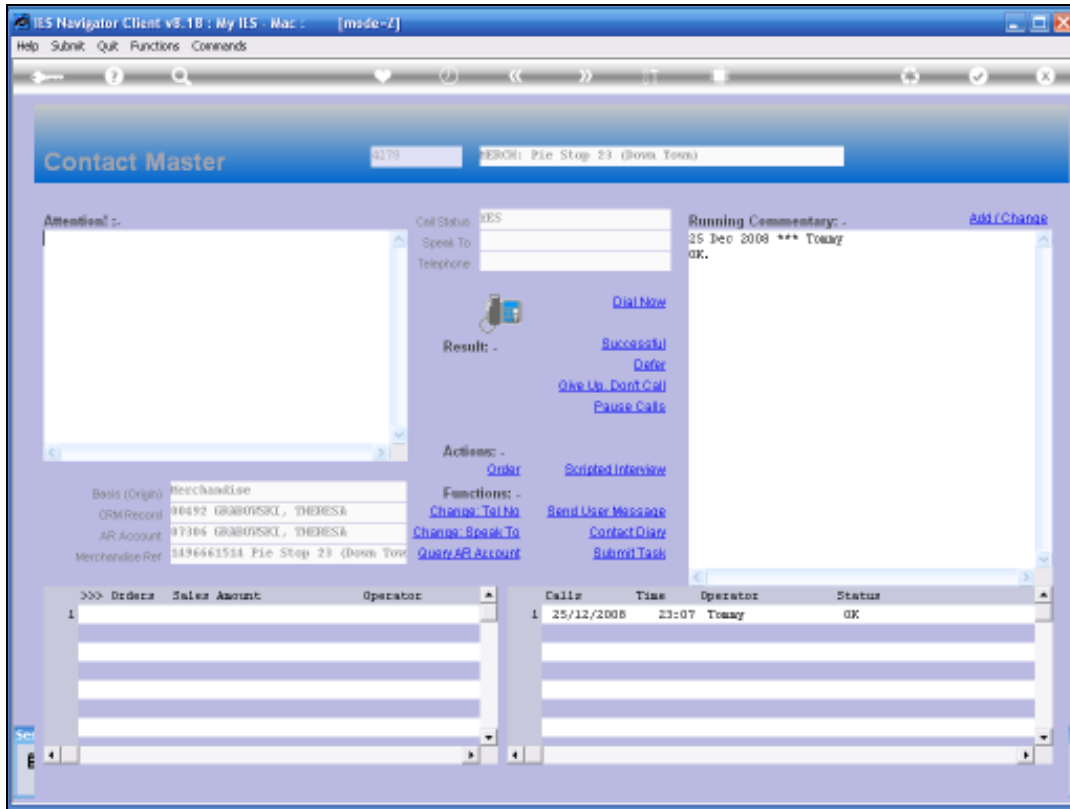 IES Navigator Client v8.1B : My IES - Mac : [mode=Z]
Help Submit Quit Functions Commands
Contact Master 4278 MERCH: Pie Stop 23 (Down Town)
Attention! :-
Call Status YES
Speak To
Telephone
Running Commentary: -
Add / Change
25 Dec 2008 *** Tommy
OK.
Dial Now
Result: - Successful
Defer
Give Up, Don't Call
Pause Calls
Actions: -
Order Scripted Interview
Functions: -
Change: Tel No Send User Message
Change: Speak To Contact Diary
Query AR Account Submit Task
Basis (Origin) Merchandise
CRM Record 00492 GRABOWSKI, THERESA
AR Account 07306 GRABOWSKI, THERESA
Merchandise Ref 1496661514 Pie Stop 23 (Down Tow
>>> Orders Sales Amount Operator
1
Calls Time Operator Status
1 25/12/2008 23:07 Tommy OK